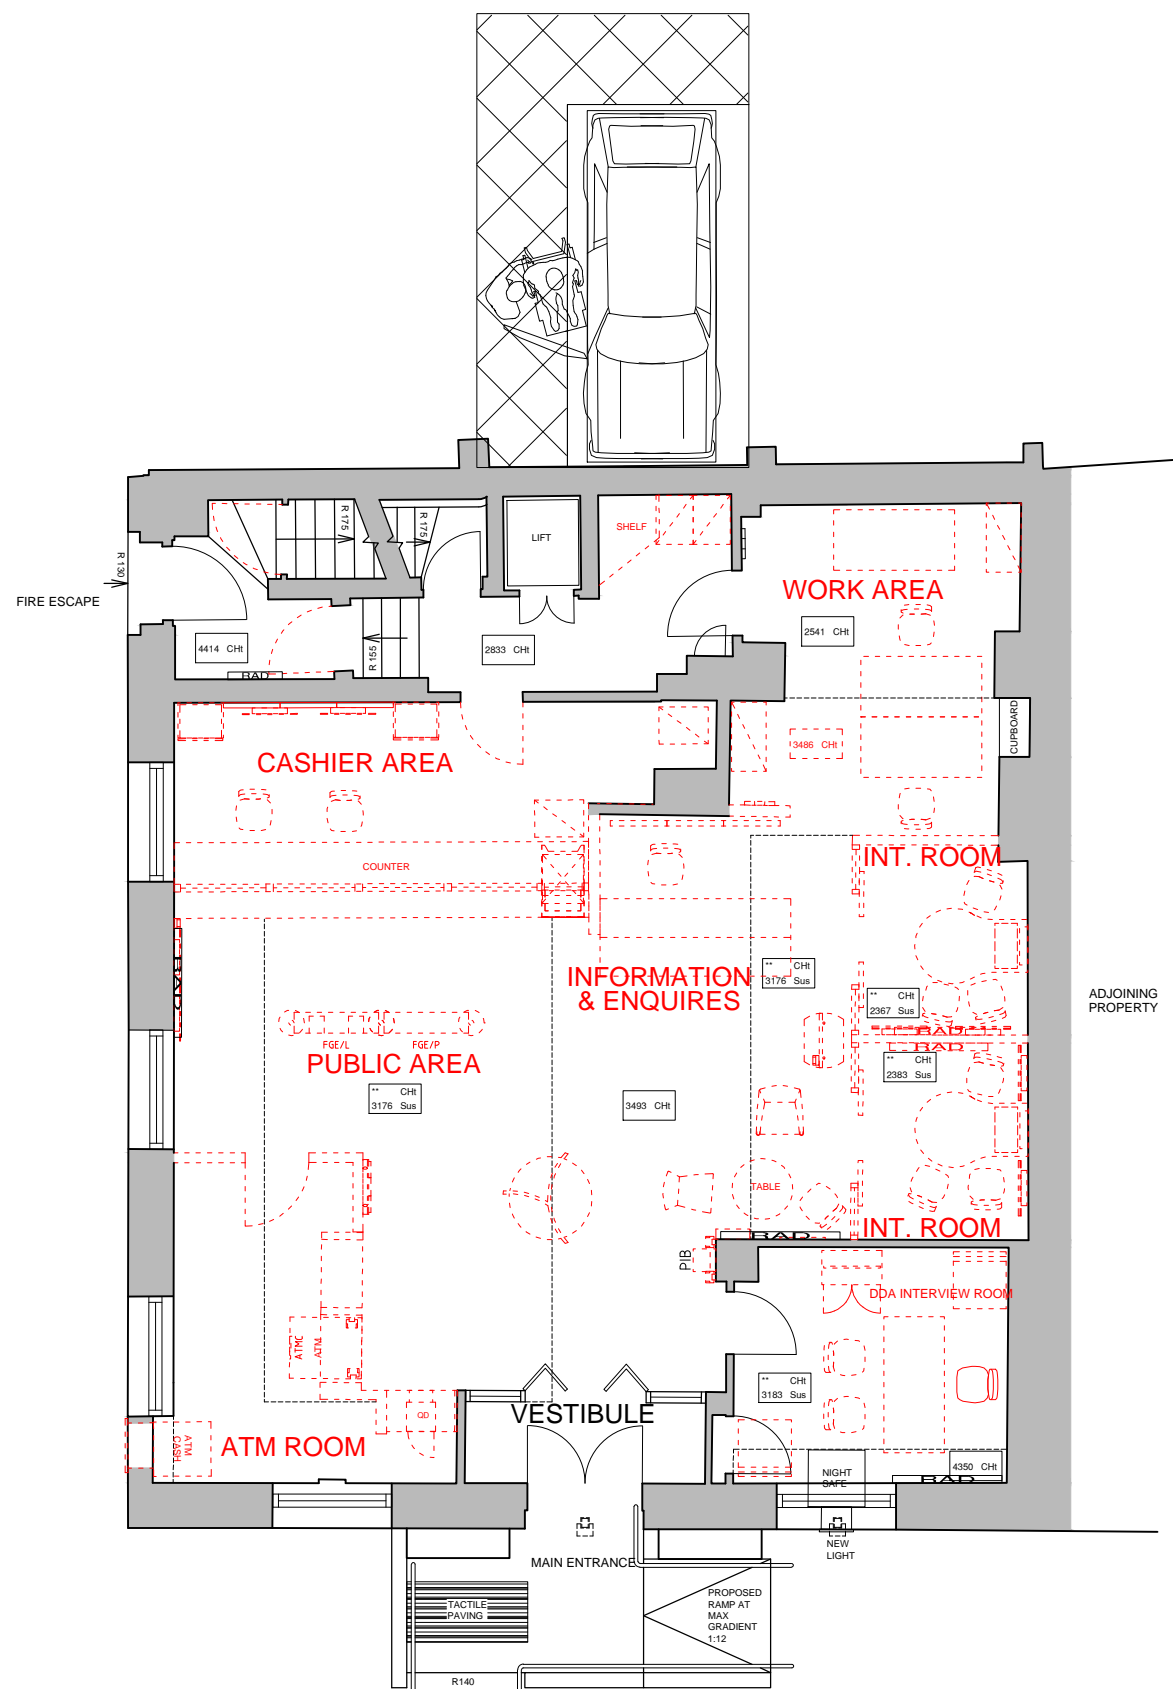 R 175
R 175
LIFT
SHELF
R 130
FIRE ESCAPE
WORK AREA
4414 CHt
R 155
2833 CHt
2541 CHt
RAD
CUPBOARD
3486 CHt
CASHIER AREA
COUNTER
INT. ROOM
RAD
INFORMATION
& ENQUIRES
** CHt
3176 Sus
** CHt
2367 Sus
ADJOINING
PROPERTY
RAD
RAD
FGE/L
FGE/P
PUBLIC AREA
** CHt
3176 Sus
3493 CHt
** CHt
2383 Sus
TABLE
INT. ROOM
RAD
PIB
DDA INTERVIEW ROOM
ATMC
ATM
** CHt
3183 Sus
VESTIBULE
QD
ATM ROOM
ATM
CASH
4350 CHt
NIGHT
SAFE
RAD
NEW
LIGHT
MAIN ENTRANCE
TACTILE
PAVING
PROPOSED
RAMP AT
MAX
GRADIENT
1:12
R140